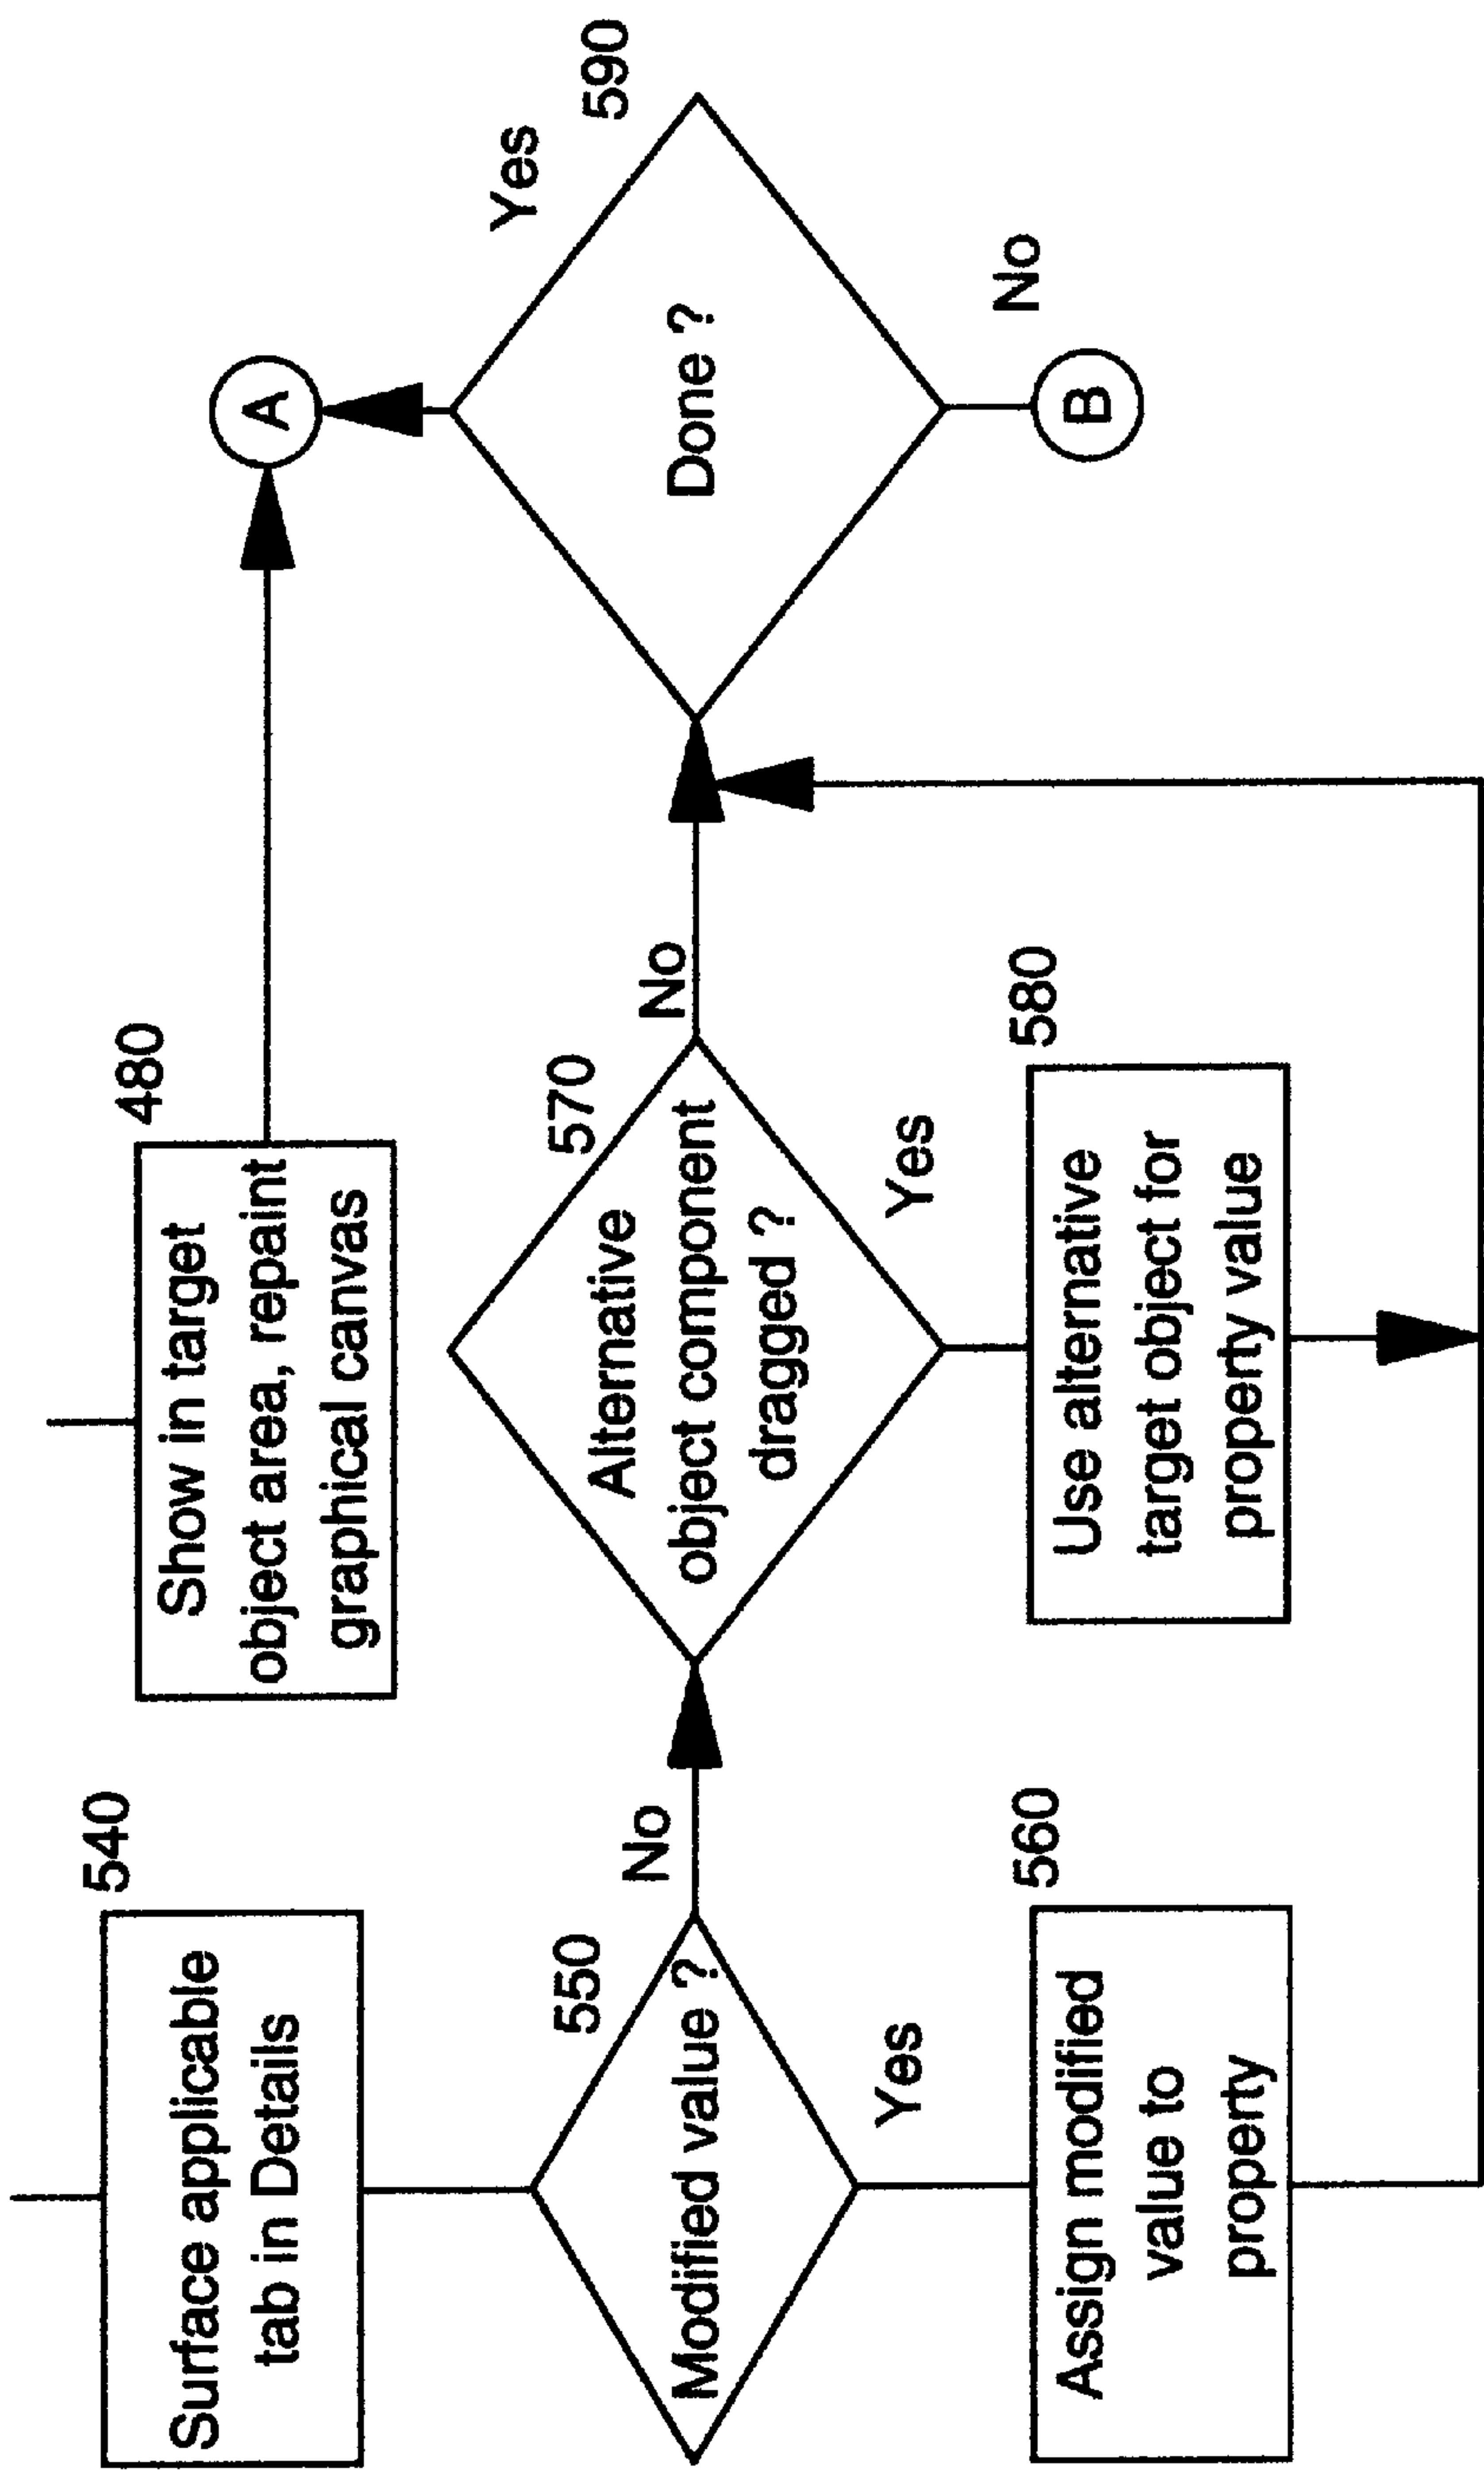 540
Surface applicable
tab in Details
480
Show in target
object area, repaint
graphical canvas
A
550
Modified value ?
No
Yes
570
Alternative
object component
dragged ?
No
Yes
Done ?
Yes
590
No
B
560
Assign modified
value to
property
580
Use alternative
target object for
property value